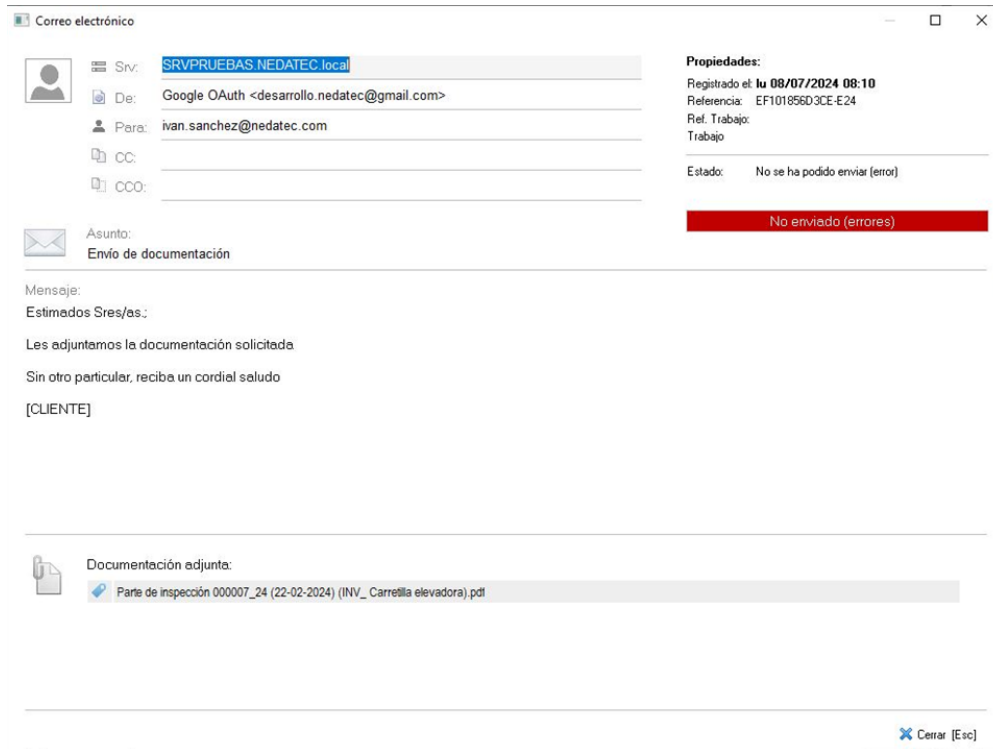 Correo electrónico
Srv: SRVPRUEBAS.NEDATEC.local
De: Google OAuth <desarrollo.nedatec@gmail.com>
Para: ivan.sanchez@nedatec.com
CC:
CCO:
Propiedades:
Registrado el: lu 08/07/2024 08:10
Referencia: EF101856D3CE-E24
Ref. Trabajo:
Trabajo
Estado: No se ha podido enviar (error)
No enviado (errores)
Asunto:
Envío de documentación
Mensaje:
Estimados Sres/as.;
Les adjuntamos la documentación solicitada
Sin otro particular, reciba un cordial saludo
[CLIENTE]
Documentación adjunta:
Parte de inspección 000007_24 (22-02-2024) (INV_ Carretilla elevadora).pdf
Cerrar [Esc]